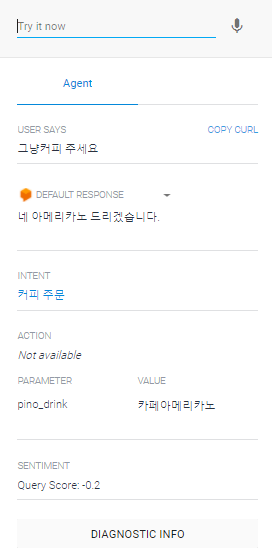 Try it now
Agent
USER SAYS COPY CURL
그냥커피 주세요
DEFAULT RESPONSE
네 아메리카노 드리겠습니다.
INTENT
커피 주문
ACTION
Not available
PARAMETER VALUE
pino_drink 카페아메리카노
SENTIMENT
Query Score: -0.2
DIAGNOSTIC INFO